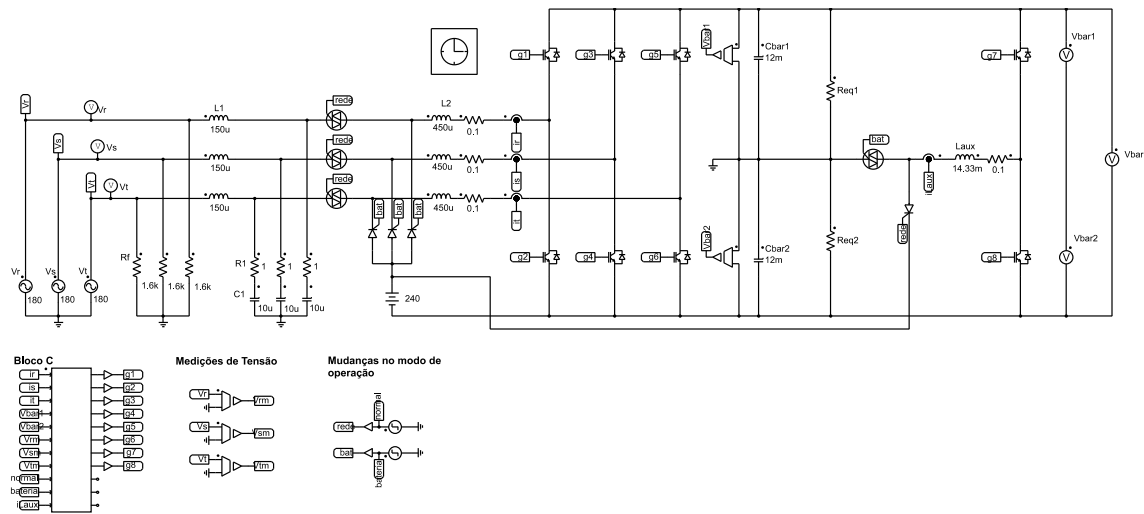 Vr
Vr
Vs
Vs
Vt
Vt
L1
150u
150u
150u
rede
rede
rede
L2
450u
450u
450u
0.1
0.1
0.1
ir
is
it
bat
bat
bat
Rf
1.6k
1.6k
1.6k
R1
1
1
1
C1
10u
10u
10u
Vr
Vs
Vt
180
180
180
240
g1
g3
g5
g2
g4
g6
Vbar1
Vbar2
Cbar1
12m
Cbar2
12m
Req1
Req2
bat
iLaux
Laux
14.33m
0.1
rede
g7
g8
Vbar1
Vbar2
Vbar
Bloco C
ir
is
it
Vbar1
Vbar2
Vrm
Vsm
Vtm
normal
bateria
iLaux
g1
g2
g3
g4
g5
g6
g7
g8
Medições de Tensão
Vr
Vrm
Vs
Vsm
Vt
Vtm
Mudanças no modo de
operação
normal
rede
bat
bateria